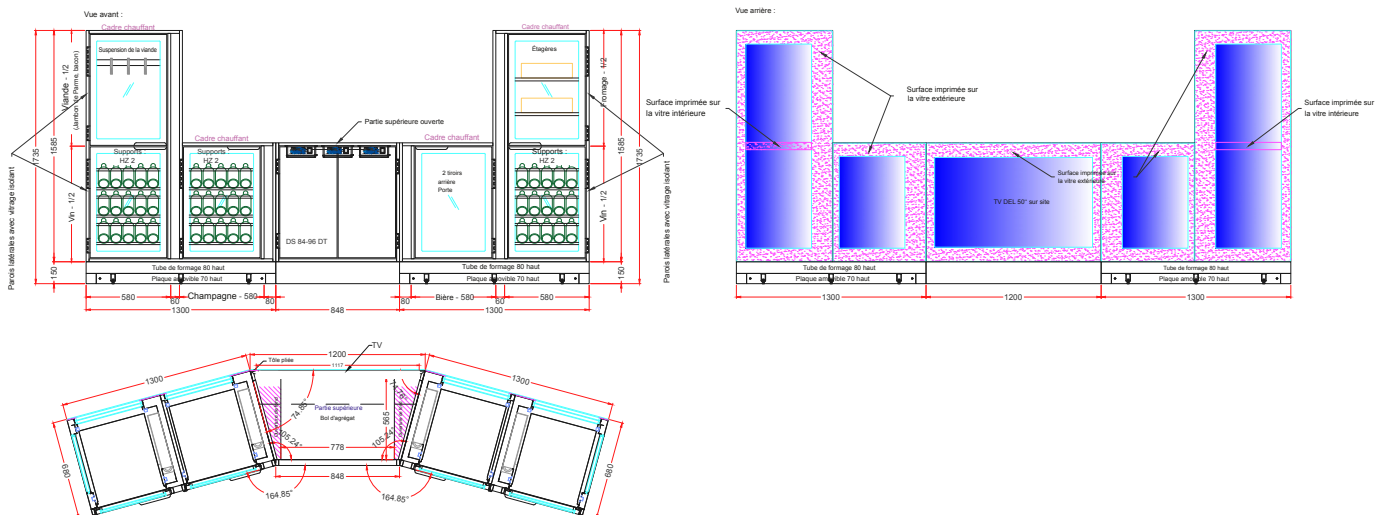 Vue avant :
Cadre chauffant
Suspension de la viande
Viande - 1/2
(Jambon de Parme, bacon)
1585
1735
Parois latérales avec vitrage isolant
Vin - 1/2
150
Supports :
HZ 2
Cadre chauffant
Supports :
HZ 2
Partie supérieure ouverte
DS 84-96 DT
Cadre chauffant
2 tiroirs
arrière
Porte
Cadre chauffant
Étagères
Supports :
HZ 2
Fromage - 1/2
Vin - 1/2
1585
1735
150
Parois latérales avec vitrage isolant
Tube de formage 80 haut
Plaque amovible 70 haut
Tube de formage 80 haut
Plaque amovible 70 haut
580
60
Champagne - 580
80
80
Bière - 580
60
580
1300
848
1300
Vue arrière :
Surface imprimée sur
la vitre extérieure
Surface imprimée sur
la vitre intérieure
Surface imprimée sur
la vitre intérieure
Surface imprimée sur
la vitre extérieure
TV DEL 50" sur site
Tube de formage 80 haut
Plaque amovible 70 haut
Tube de formage 80 haut
Plaque amovible 70 haut
1300
1200
1300
TV
1200
1117
Tôle pliée
1300
1300
74.85°
565
Partie supérieure
Bol d'agrégat
105.24°
105.24°
778
848
164.85°
164.85°
680
680